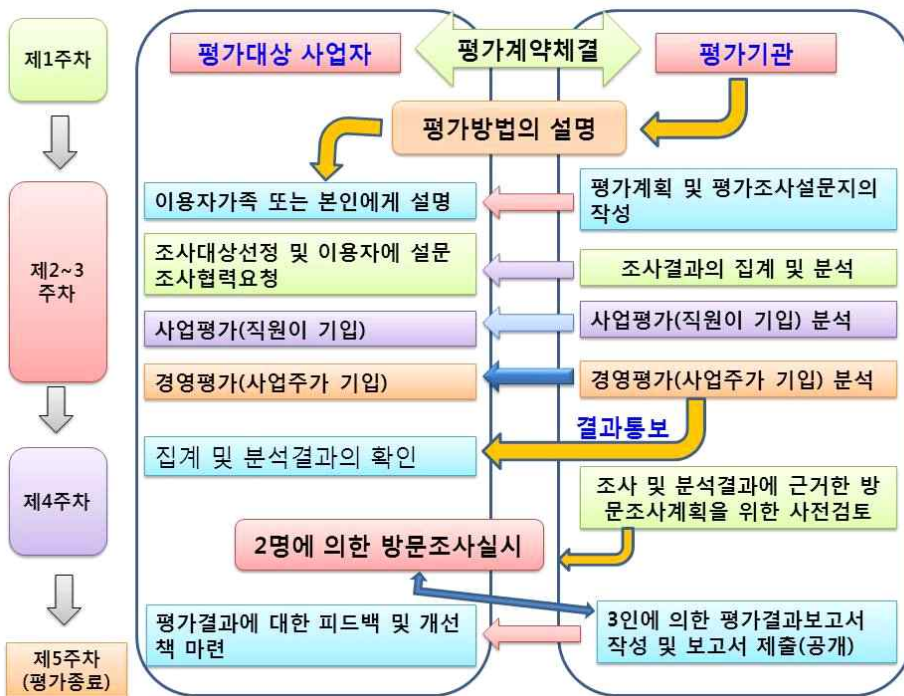 제1주차
평가대상 사업자
평가계약체결
평가기관
평가방법의 설명
제2~3
주차
이용자가족 또는 본인에게 설명
평가계획 및 평가조사설문지의
작성
조사대상선정 및 이용자에 설문
조사협력요청
조사결과의 집계 및 분석
사업평가(직원이 기입)
사업평가(직원이 기입) 분석
경영평가(사업주가 기입)
경영평가(사업주가 기입) 분석
결과통보
제4주차
집계 및 분석결과의 확인
조사 및 분석결과에 근거한 방
문조사계획을 위한 사전검토
2명에 의한 방문조사실시
평가결과에 대한 피드백 및 개선
책 마련
3인에 의한 평가결과보고서
작성 및 보고서 제출(공개)
제5주차
(평가종료)